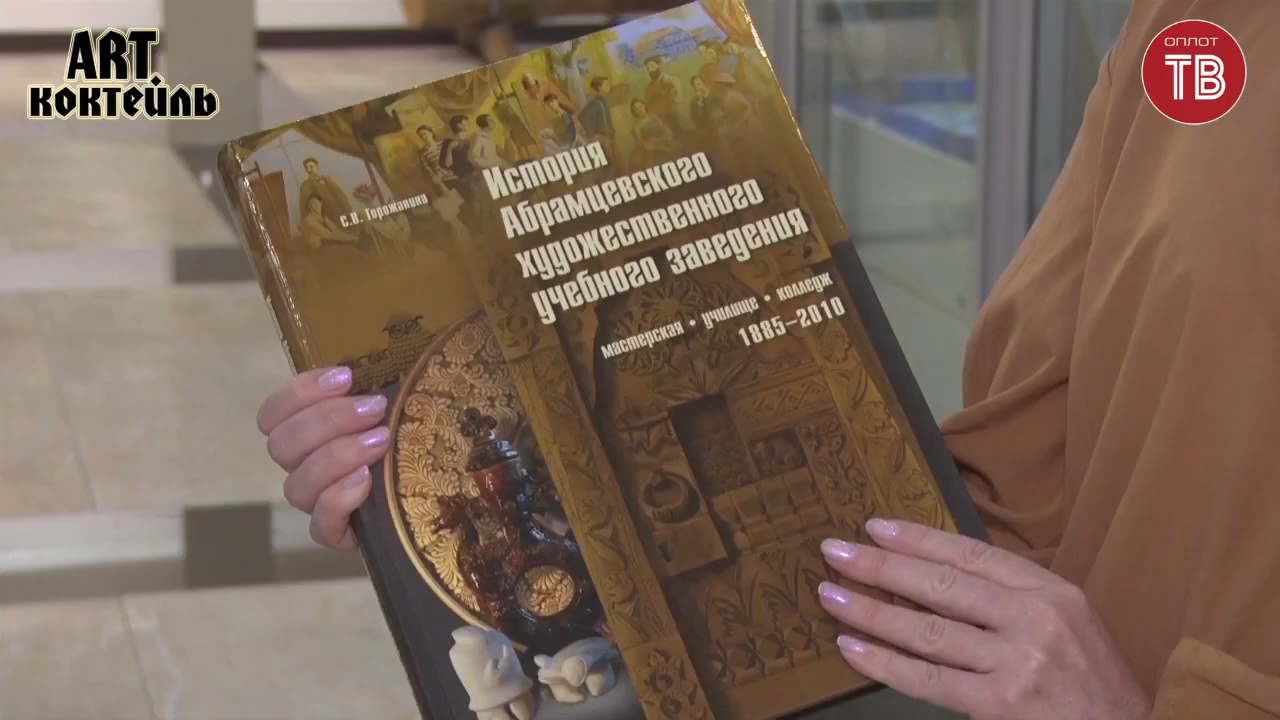 ART
КОКТЕЙЛЬ
ОПЛОТ
ТВ
С.В. Горожанина
История
Абрамцевского
художественного
учебного заведения
мастерская • училище • колледж
1885–2010